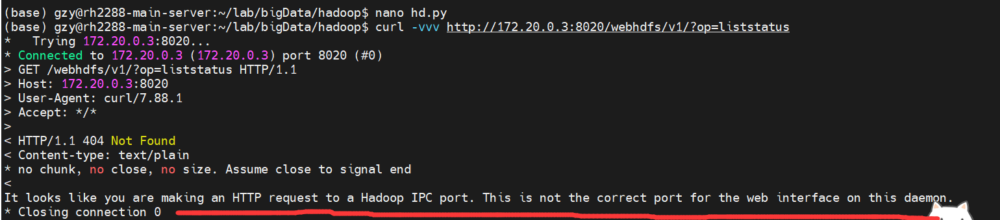 (base) gzy@rh2288-main-server:~/lab/bigData/hadoop$ nano hd.py
(base) gzy@rh2288-main-server:~/lab/bigData/hadoop$ curl -vvv http://172.20.0.3:8020/webhdfs/v1/?op=liststatus
*   Trying 172.20.0.3:8020...
* Connected to 172.20.0.3 (172.20.0.3) port 8020 (#0)
> GET /webhdfs/v1/?op=liststatus HTTP/1.1
> Host: 172.20.0.3:8020
> User-Agent: curl/7.88.1
> Accept: */*
>
< HTTP/1.1 404 Not Found
< Content-type: text/plain
* no chunk, no close, no size. Assume close to signal end
<
It looks like you are making an HTTP request to a Hadoop IPC port. This is not the correct port for the web interface on this daemon.
* Closing connection 0